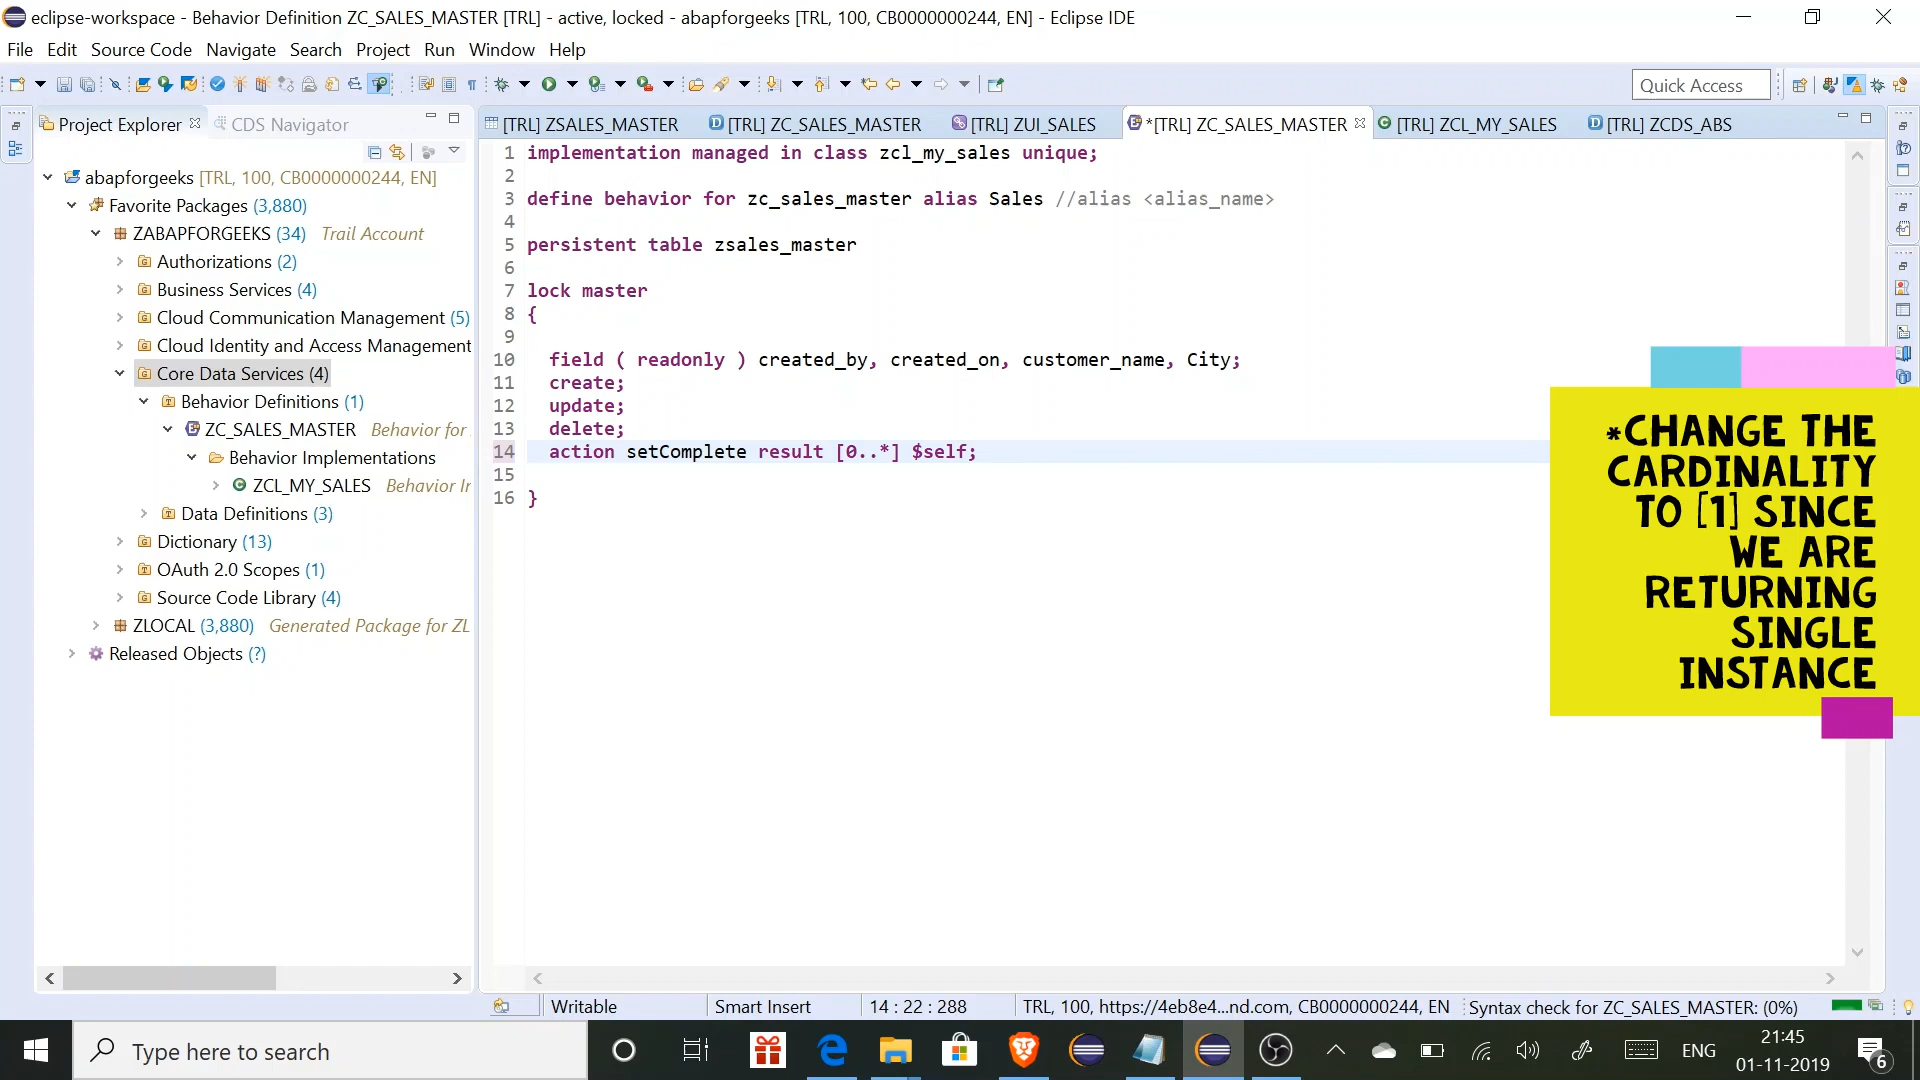 eclipse-workspace - Behavior Definition ZC_SALES_MASTER [TRL] - active, locked - abapforgeeks [TRL, 100, CB0000000244, EN] - Eclipse IDE
File Edit Source Code Navigate Search Project Run Window Help
Quick Access
Project Explorer
CDS Navigator
[TRL] ZSALES_MASTER
[TRL] ZC_SALES_MASTER
[TRL] ZUI_SALES
*[TRL] ZC_SALES_MASTER
[TRL] ZCL_MY_SALES
[TRL] ZCDS_ABS
abapforgeeks [TRL, 100, CB0000000244, EN]
Favorite Packages (3,880)
ZABAPFORGEEKS (34) Trail Account
Authorizations (2)
Business Services (4)
Cloud Communication Management (5)
Cloud Identity and Access Management
Core Data Services (4)
Behavior Definitions (1)
ZC_SALES_MASTER Behavior for
Behavior Implementations
ZCL_MY_SALES Behavior Ir
Data Definitions (3)
Dictionary (13)
OAuth 2.0 Scopes (1)
Source Code Library (4)
ZLOCAL (3,880) Generated Package for ZL
Released Objects (?)
1 implementation managed in class zcl_my_sales unique;
2
3 define behavior for zc_sales_master alias Sales //alias <alias_name>
4
5 persistent table zsales_master
6
7 lock master
8 {
9
10 field ( readonly ) created_by, created_on, customer_name, City;
11 create;
12 update;
13 delete;
14 action setComplete result [0..*] $self;
15
16 }
*CHANGE THE
CARDINALITY
TO [1] SINCE
WE ARE
RETURNING
SINGLE
INSTANCE
Writable
Smart Insert
14 : 22 : 288
TRL, 100, https://4eb8e4...nd.com, CB0000000244, EN
Syntax check for ZC_SALES_MASTER: (0%)
Type here to search
ENG
21:45
01-11-2019
6